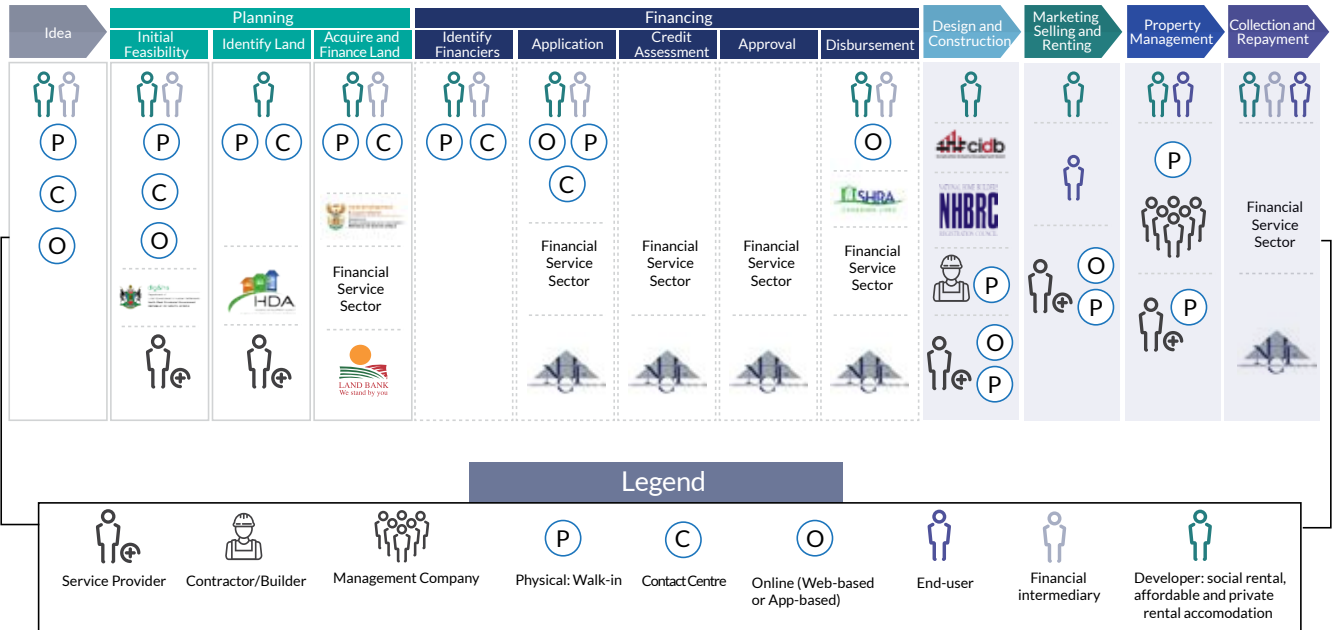 Idea
Planning
Initial
Feasibility
Identify Land
Acquire and
Finance Land
Financing
Identify
Financiers
Application
Credit
Assessment
Approval
Disbursement
Design and
Construction
Marketing
Selling and
Renting
Property
Management
Collection and
Repayment
P
C
O
P
C
O
P C
HDA
P C
Financial
Service
Sector
LAND BANK
We stand by you
P C
O P
C
Financial
Service
Sector
Financial
Service
Sector
Financial
Service
Sector
O
SHRA
Financial
Service
Sector
cidb
NHBRC
P
O
P
O
P
P
P
Financial
Service
Sector
Legend
Service Provider
Contractor/Builder
Management Company
P
Physical: Walk-in
C
Contact Centre
O
Online (Web-based
or App-based)
End-user
Financial
intermediary
Developer: social rental,
affordable and private
rental accomodation